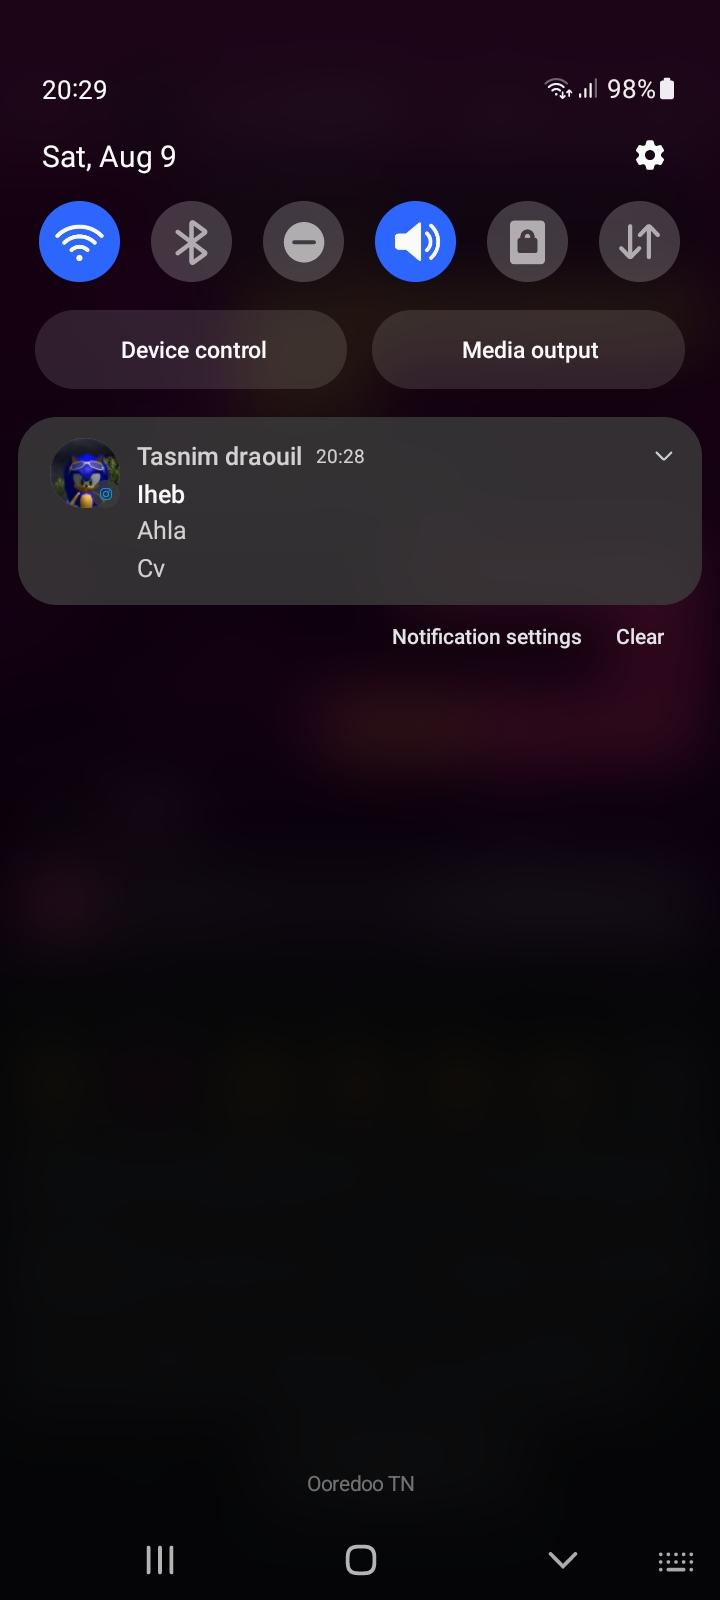 20:29 98%
Sat, Aug 9
Device control Media output
Tasnim draouil 20:28
Iheb
Ahla
Cv
Notification settings Clear
Ooredoo TN